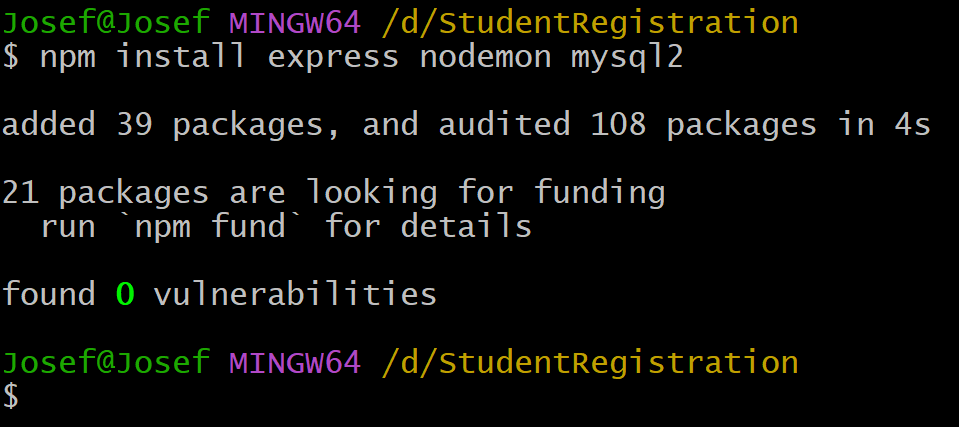 Josef@Josef MINGW64 /d/StudentRegistration
$ npm install express nodemon mysql2
added 39 packages, and audited 108 packages in 4s
21 packages are looking for funding
  run `npm fund` for details
found 0 vulnerabilities
Josef@Josef MINGW64 /d/StudentRegistration
$